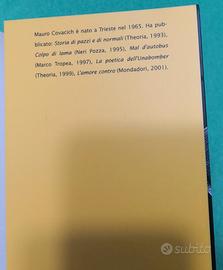 Mauro Covacich è nato a Trieste nel 1965. Ha pub-
blicato: Storia di pazzi e di normali (Theoria, 1993),
Colpo di lama (Neri Pozza, 1995), Mal d'autobus
(Marco Tropea, 1997), La poetica dell'Unabomber
(Theoria, 1999), L'amore contro (Mondadori, 2001).
subito